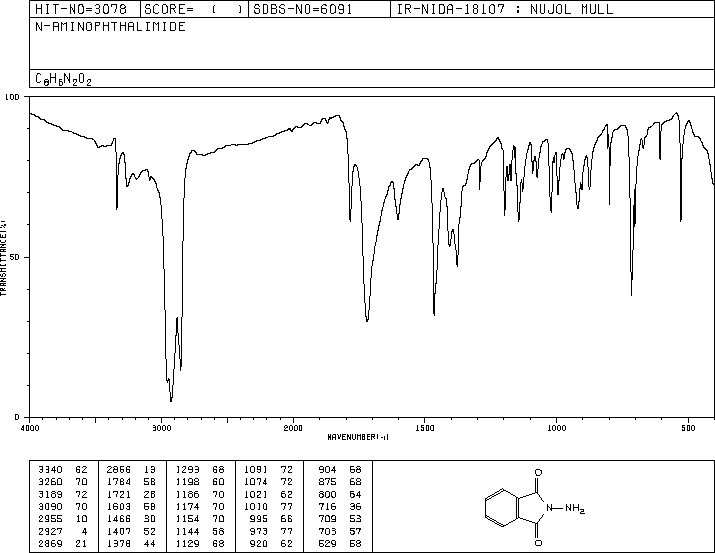 HIT-NO=3078 SCORE= ( ) SDBS-NO=6091 IR-NIDA-18107 : NUJOL MULL
N-AMINOPHTHALIMIDE
C8H6N2O2
100
50
0
TRANSMITTANCE(%)
4000 3000 2000 1500 1000 500
WAVENUMBER(-1)
3340 62 2856 13 1293 68 1091 72 904 58
3260 70 1784 58 1198 60 1074 72 875 68
3189 72 1721 28 1186 70 1021 62 800 64
3090 70 1603 58 1174 70 1010 77 716 36
2955 10 1466 30 1154 70 995 66 709 53
2927 4 1407 52 1144 58 973 77 703 57
2869 21 1378 44 1129 68 920 62 529 58
O
N-NH2
O